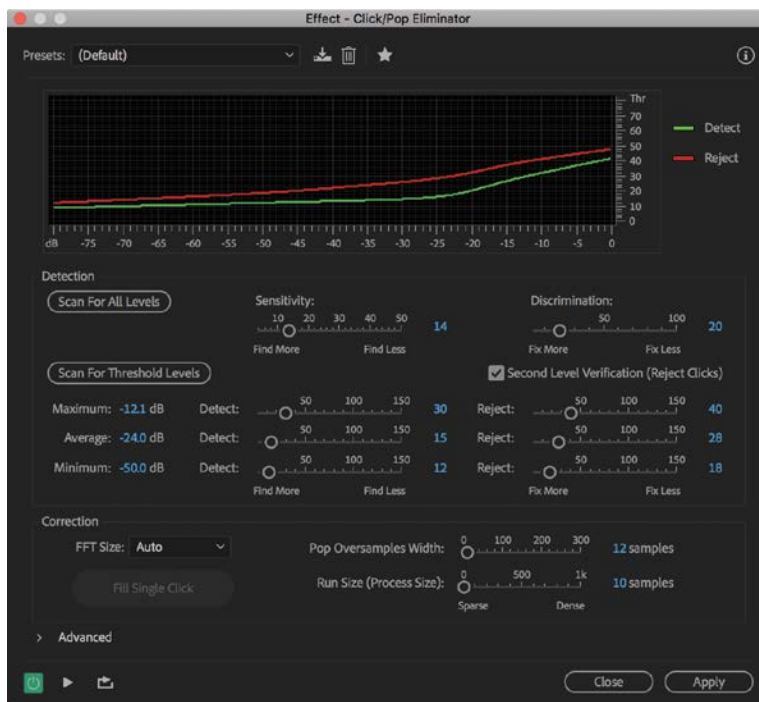 Effect - Click/Pop Eliminator
Presets: (Default)
Thr
70
60
50
40
30
20
10
0
Detect
Reject
dB -75 -70 -65 -60 -55 -50 -45 -40 -35 -30 -25 -20 -15 -10 -5 0
Detection
Scan For All Levels
Sensitivity:
10 20 30 40 50
14
Find More Find Less
Discrimination:
50 100
20
Fix More Fix Less
Scan For Threshold Levels
Second Level Verification (Reject Clicks)
50 100 150
50 100 150
Maximum: -12.1 dB Detect: 30 Reject: 40
50 100 150
50 100 150
Average: -24.0 dB Detect: 15 Reject: 28
50 100 150
50 100 150
Minimum: -50.0 dB Detect: 12 Reject: 18
Find More Find Less
Fix More Fix Less
Correction
FFT Size: Auto
Fill Single Click
0 100 200 300
Pop Oversamples Width: 12 samples
0 500 1k
Run Size (Process Size): 10 samples
Sparse Dense
Advanced
Close Apply